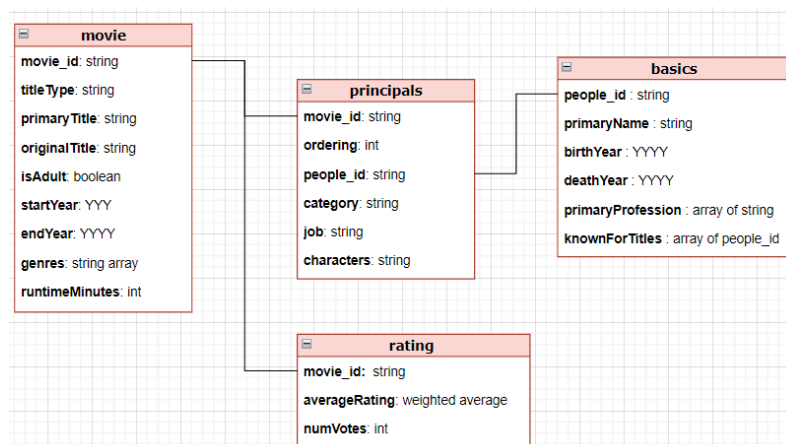 movie
movie_id: string
titleType: string
primaryTitle: string
originalTitle: string
isAdult: boolean
startYear: YYY
endYear: YYYY
genres: string array
runtimeMinutes: int
principals
movie_id: string
ordering: int
people_id: string
category: string
job: string
characters: string
basics
people_id : string
primaryName : string
birthYear : YYYY
deathYear : YYYY
primaryProfession : array of string
knownForTitles : array of people_id
rating
movie_id: string
averageRating: weighted average
numVotes: int